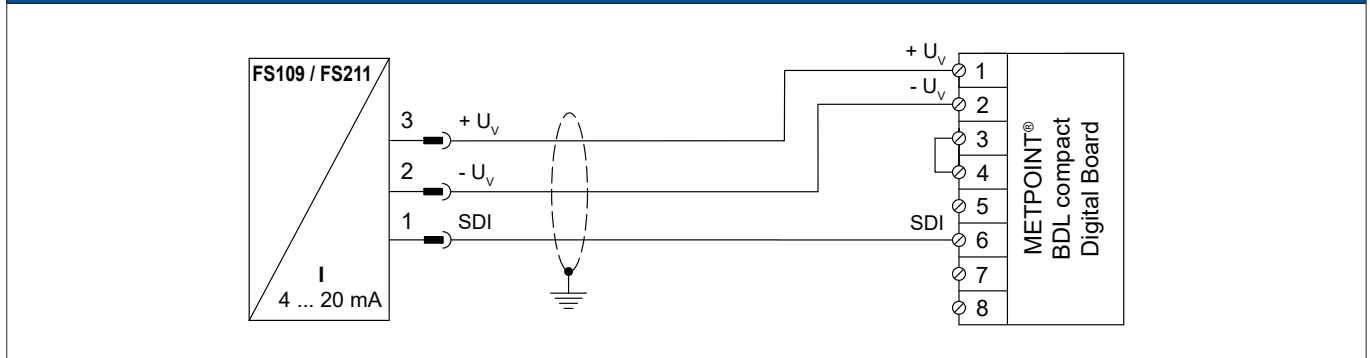 FS109 / FS211
3
+ Uv
2
- Uv
1
SDI
I
4 ... 20 mA
+ Uv
- Uv
SDI
1
2
3
4
5
6
7
8
METPOINT®
BDL compact
Digital Board